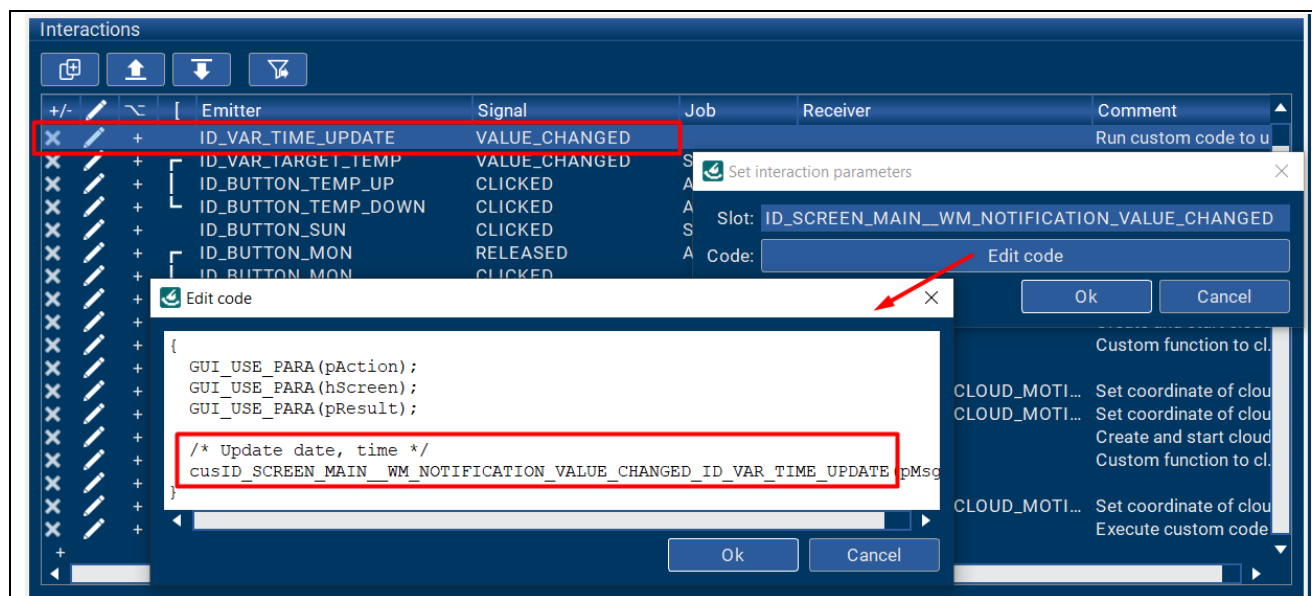 Interactions
+/- [ Emitter Signal Job Receiver Comment
+ ID_VAR_TIME_UPDATE VALUE_CHANGED Run custom code to u
+ ID_VAR_TARGET_TEMP VALUE_CHANGED S
+ ID_BUTTON_TEMP_UP CLICKED A
+ ID_BUTTON_TEMP_DOWN CLICKED A
+ ID_BUTTON_SUN CLICKED S
+ ID_BUTTON_MON RELEASED A
ID_BUTTON_MON CLICKED
Set interaction parameters
Slot: ID_SCREEN_MAIN__WM_NOTIFICATION_VALUE_CHANGED
Code: Edit code
Ok Cancel
Edit code
{
GUI_USE_PARA(pAction);
GUI_USE_PARA(hScreen);
GUI_USE_PARA(pResult);
/* Update date, time */
cusID_SCREEN_MAIN__WM_NOTIFICATION_VALUE_CHANGED_ID_VAR_TIME_UPDATE(pMsg
}
Ok Cancel
+
+
+ Custom function to cl.
+
+ CLOUD_MOTI... Set coordinate of clou
+ CLOUD_MOTI... Set coordinate of clou
+ Create and start cloud
+ Custom function to cl.
+
+ CLOUD_MOTI... Set coordinate of clou
+ Execute custom code
+